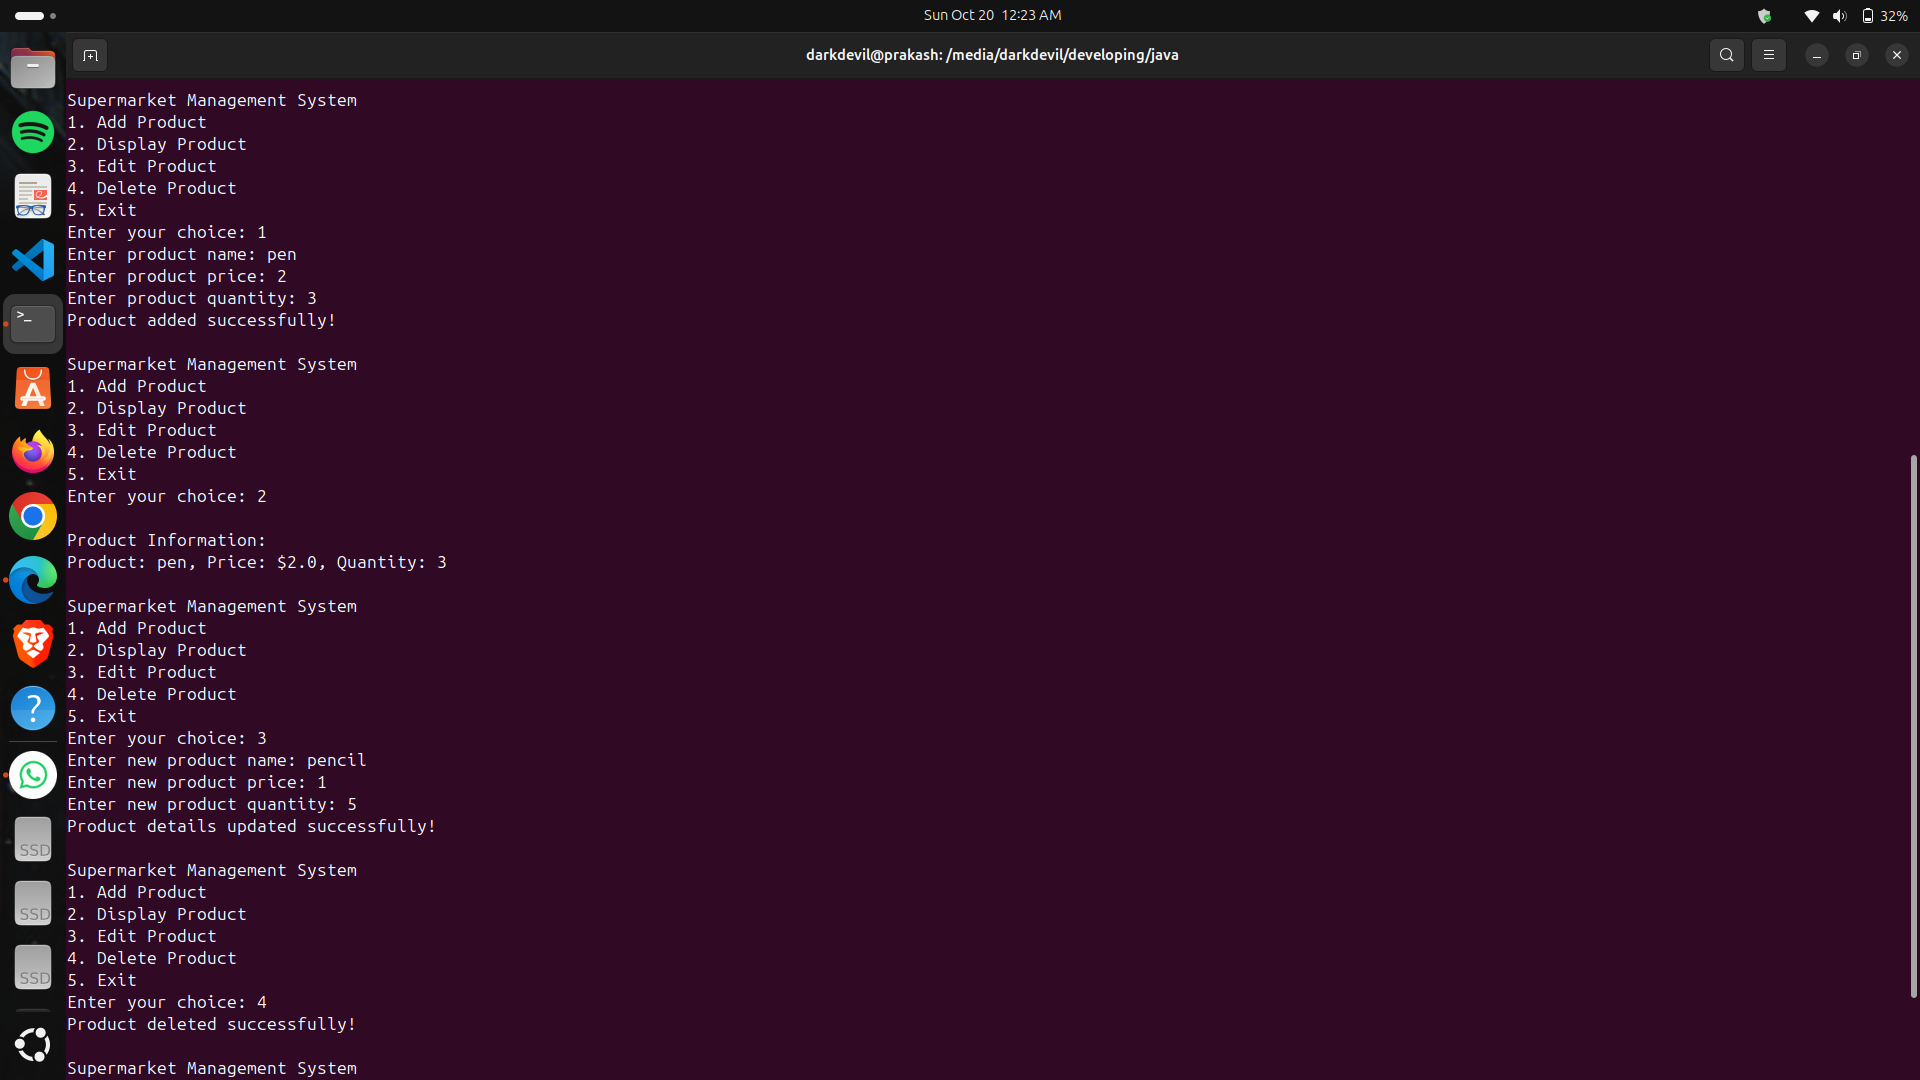 Sun Oct 20 12:23 AM
32%
darkdevil@prakash: /media/darkdevil/developing/java
Supermarket Management System
1. Add Product
2. Display Product
3. Edit Product
4. Delete Product
5. Exit
Enter your choice: 1
Enter product name: pen
Enter product price: 2
Enter product quantity: 3
Product added successfully!
Supermarket Management System
1. Add Product
2. Display Product
3. Edit Product
4. Delete Product
5. Exit
Enter your choice: 2
Product Information:
Product: pen, Price: $2.0, Quantity: 3
Supermarket Management System
1. Add Product
2. Display Product
3. Edit Product
4. Delete Product
5. Exit
Enter your choice: 3
Enter new product name: pencil
Enter new product price: 1
Enter new product quantity: 5
Product details updated successfully!
Supermarket Management System
1. Add Product
2. Display Product
3. Edit Product
4. Delete Product
5. Exit
Enter your choice: 4
Product deleted successfully!
Supermarket Management System
SSD
SSD
SSD